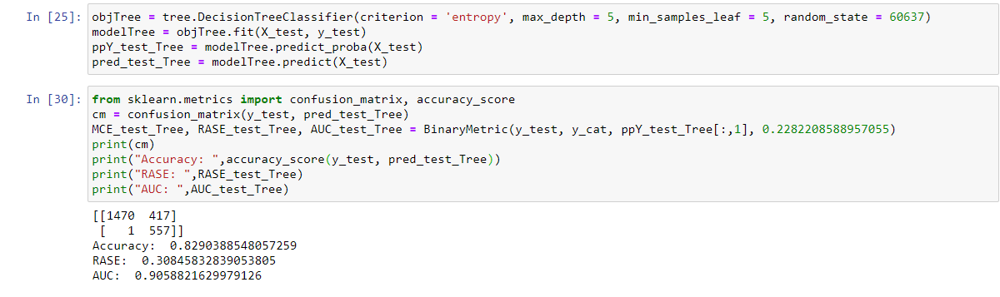 In [25]: objTree = tree.DecisionTreeClassifier(criterion = 'entropy', max_depth = 5, min_samples_leaf = 5, random_state = 60637)
modelTree = objTree.fit(X_test, y_test)
ppY_test_Tree = modelTree.predict_proba(X_test)
pred_test_Tree = modelTree.predict(X_test)
In [30]: from sklearn.metrics import confusion_matrix, accuracy_score
cm = confusion_matrix(y_test, pred_test_Tree)
MCE_test_Tree, RASE_test_Tree, AUC_test_Tree = BinaryMetric(y_test, y_cat, ppY_test_Tree[:,1], 0.2282208588957055)
print(cm)
print("Accuracy: ",accuracy_score(y_test, pred_test_Tree))
print("RASE: ",RASE_test_Tree)
print("AUC: ",AUC_test_Tree)
[[1470  417]
 [   1  557]]
Accuracy:  0.8290388548057259
RASE:  0.30845832839053805
AUC:  0.9058821629979126